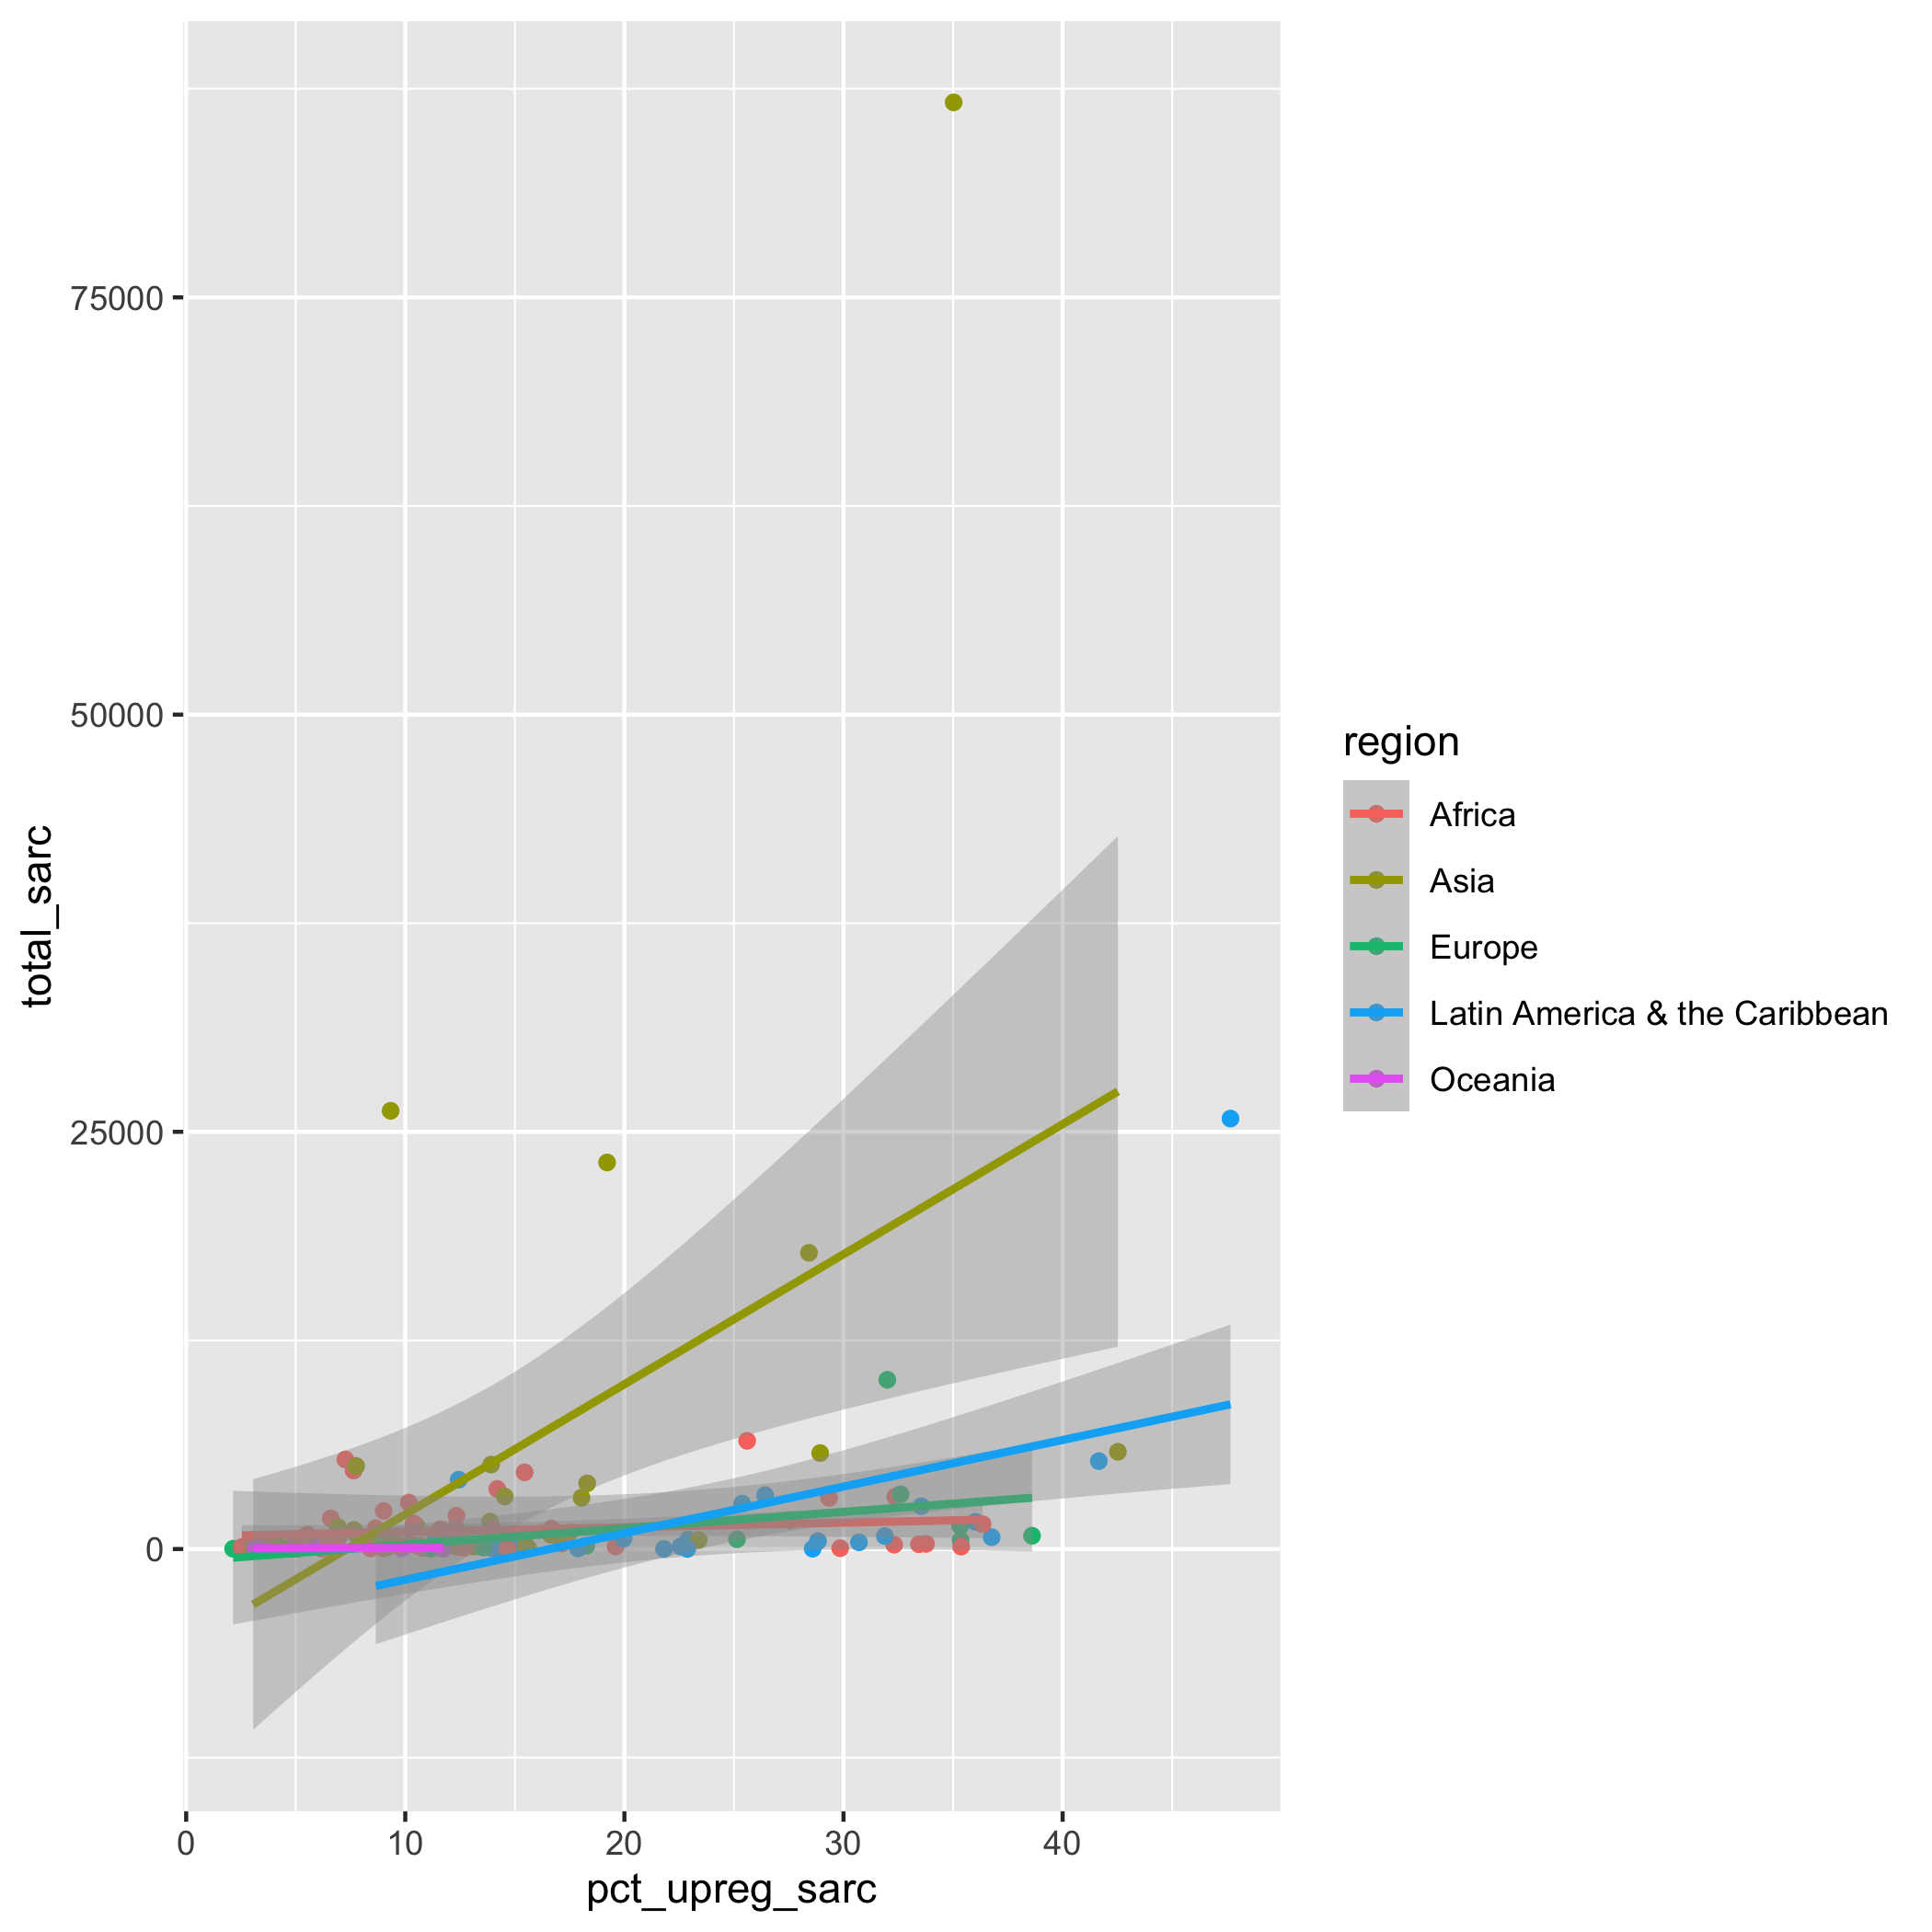 75000
50000
25000
0
total_sarc
0 10 20 30 40
pct_upreg_sarc
region
Africa
Asia
Europe
Latin America & the Caribbean
Oceania